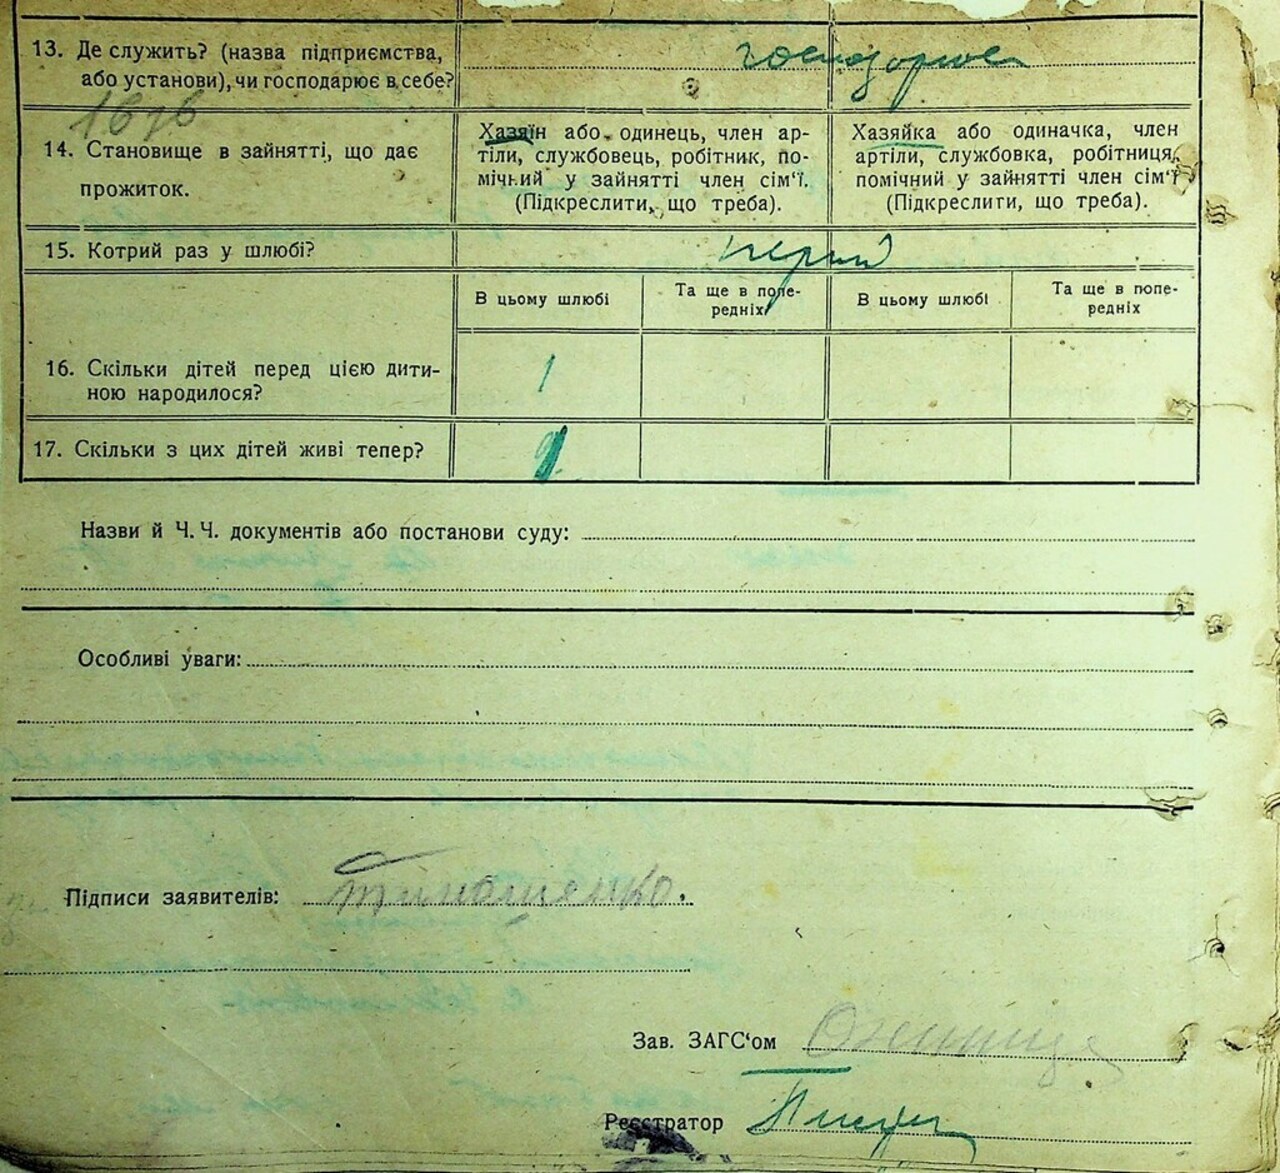 13. Де служить? (назва підприємства,
або установи), чи господарює в себе?
господарює
14. Становище в зайнятті, що дає
прожиток.
Хазяїн або одинець, член ар-
тіли, службовець, робітник, по-
мічний у зайнятті член сім‘ї.
(Підкреслити, що треба).
Хазяйка або одиначка, член
артіли, службовка, робітниця,
помічний у зайнятті член сім‘ї
(Підкреслити, що треба).
15. Котрий раз у шлюбі?
перший
В цьому шлюбі
Та ще в попе-
редніх
В цьому шлюбі
Та ще в попе-
редніх
16. Скільки дітей перед цією дити-
ною народилося?
1
17. Скільки з цих дітей живі тепер?
Назви й Ч. Ч. документів або постанови суду:
Особливі уваги:
Підписи заявителів: Тимошенко.
Зав. ЗАГС‘ом
Реєстратор